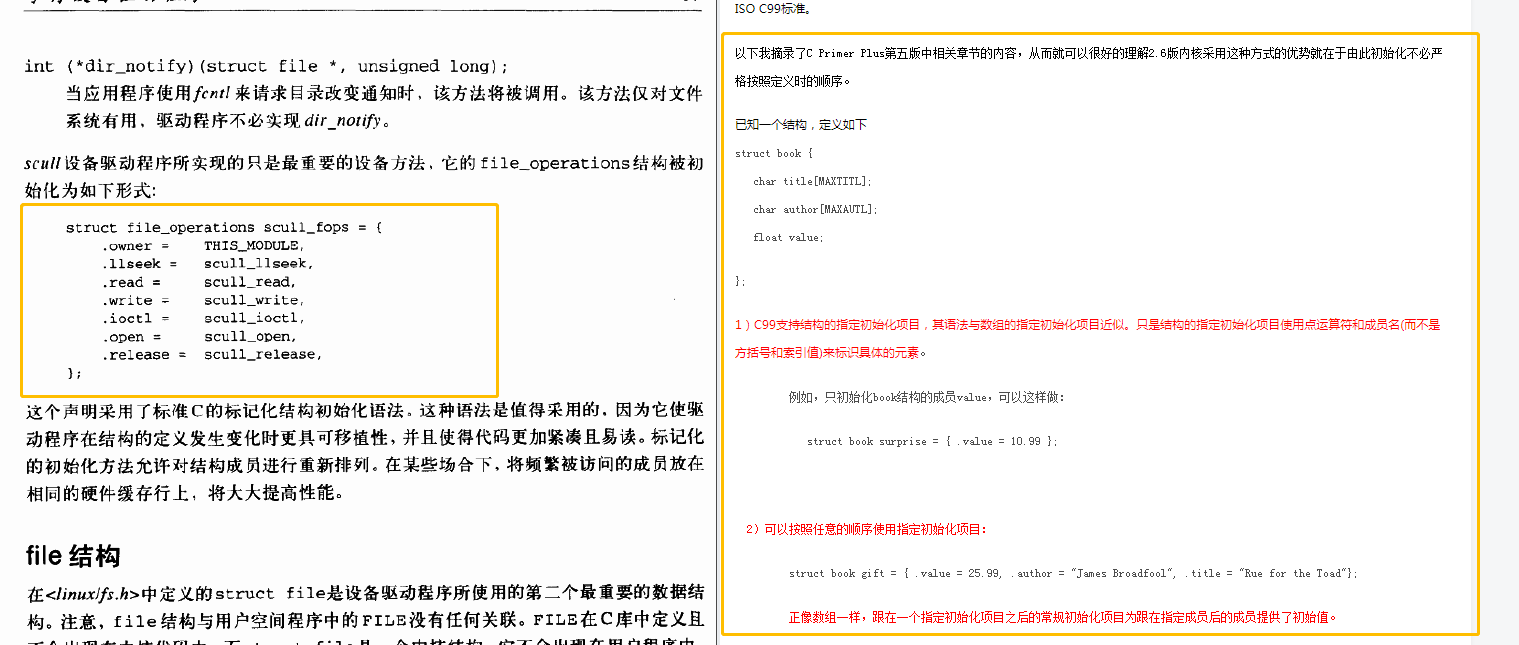 int (*dir_notify)(struct file *, unsigned long);
当应用程序使用fcntl来请求目录改变通知时，该方法将被调用。该方法仅对文件
系统有用，驱动程序不必实现dir_notify。
scull设备驱动程序所实现的只是最重要的设备方法，它的file_operations结构被初
始化为如下形式:
struct file_operations scull_fops = {
.owner =    THIS_MODULE,
.llseek =   scull_llseek,
.read =     scull_read,
.write =    scull_write,
.ioctl =    scull_ioctl,
.open =     scull_open,
.release =  scull_release,
};
这个声明采用了标准C的标记化结构初始化语法。这种语法是值得采用的，因为它使驱
动程序在结构的定义发生变化时更具可移植性，并且使得代码更加紧凑且易读。标记化
的初始化方法允许对结构成员进行重新排列。在某些场合下，将频繁被访问的成员放在
相同的硬件缓存行上，将大大提高性能。
file 结构
在<linux/fs.h>中定义的struct file是设备驱动程序所使用的第二个最重要的数据结
构。注意，file结构与用户空间程序中的FILE没有任何关联。FILE在C库中定义且
ISO C99标准。
以下我摘录了C Primer Plus第五版中相关章节的内容，从而就可以很好的理解2.6版内核采用这种方式的优势就在于由此初始化不必严
格按照定义时的顺序。
已知一个结构，定义如下
struct book {
char title[MAXTITL];
char author[MAXAUTL];
float value;
};
1）C99支持结构的指定初始化项目，其语法与数组的指定初始化项目近似。只是结构的指定初始化项目使用点运算符和成员名(而不是
方括号和索引值)来标识具体的元素。
例如，只初始化book结构的成员value，可以这样做：
struct book surprise = { .value = 10.99 };
2）可以按照任意的顺序使用指定初始化项目：
struct book gift = { .value = 25.99, .author = "James Broadfool", .title = "Rue for the Toad"};
正像数组一样，跟在一个指定初始化项目之后的常规初始化项目为跟在指定成员后的成员提供了初始值。